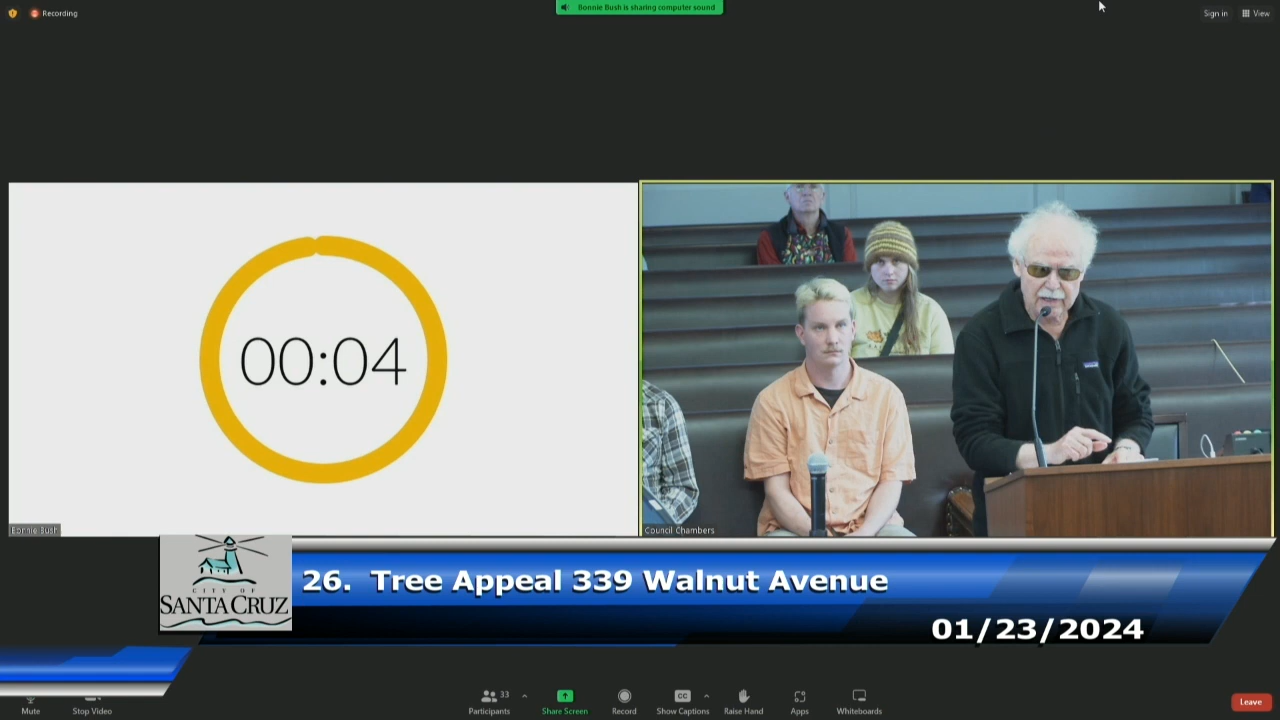 Bonnie Bush is sharing computer sound
Recording
Sign in
View
00:04
Bonnie Bush
Council Chambers
CITY OF
SANTA CRUZ
26. Tree Appeal 339 Walnut Avenue
01/23/2024
Mute
Stop Video
Participants
33
Share Screen
Record
CC
Show Captions
Raise Hand
Apps
Whiteboards
Leave